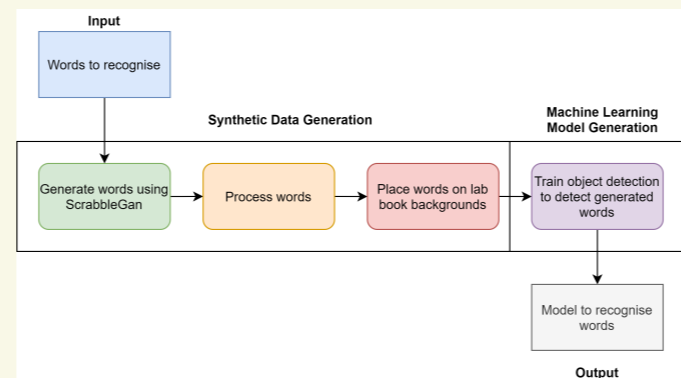 Input
Words to recognise
Synthetic Data Generation
Machine Learning
Model Generation
Generate words using
ScrabbleGan
Process words
Place words on lab
book backgrounds
Train object detection
to detect generated
words
Model to recognise
words
Output